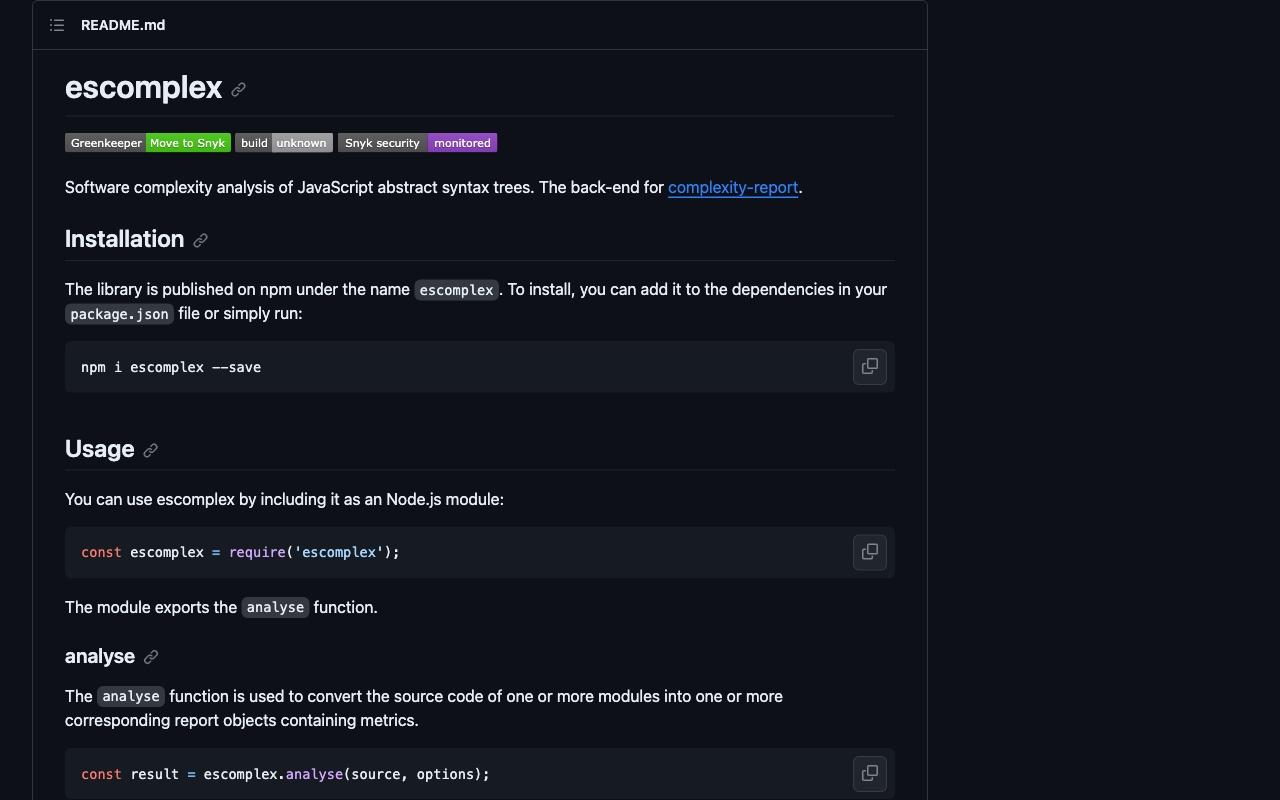 README.md
escomplex
Greenkeeper Move to Snyk build unknown Snyk security monitored
Software complexity analysis of JavaScript abstract syntax trees. The back-end for complexity-report.
Installation
The library is published on npm under the name escomplex. To install, you can add it to the dependencies in your
package.json file or simply run:
npm i escomplex --save
Usage
You can use escomplex by including it as an Node.js module:
const escomplex = require('escomplex');
The module exports the analyse function.
analyse
The analyse function is used to convert the source code of one or more modules into one or more
corresponding report objects containing metrics.
const result = escomplex.analyse(source, options);